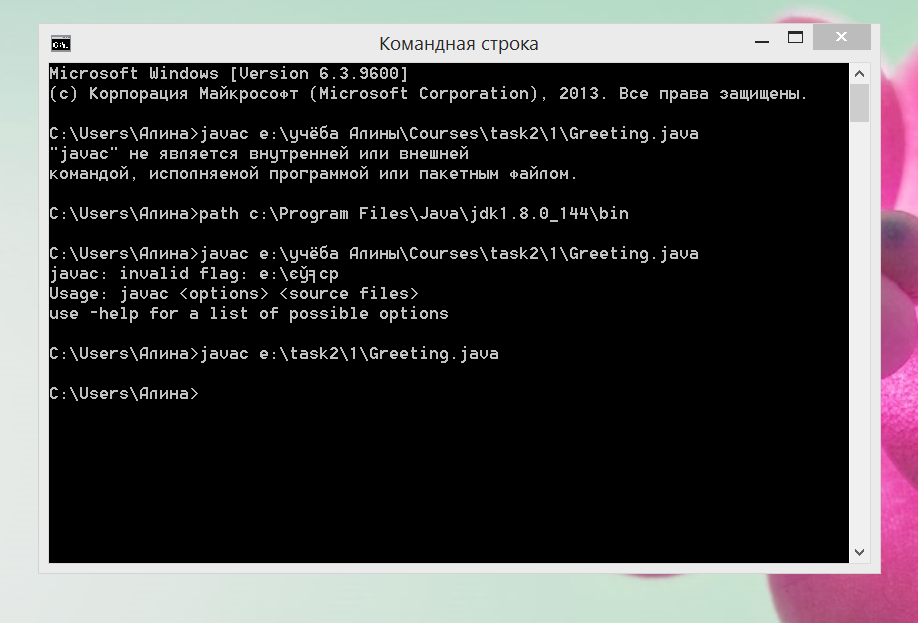 Командная строка
Microsoft Windows [Version 6.3.9600]
(c) Корпорация Майкрософт (Microsoft Corporation), 2013. Все права защищены.
C:\Users\Алина>javac e:\учёба Алины\Courses\task2\1\Greeting.java
"javac" не является внутренней или внешней
командой, исполняемой программой или пакетным файлом.
C:\Users\Алина>path c:\Program Files\Java\jdk1.8.0_144\bin
C:\Users\Алина>javac e:\учёба Алины\Courses\task2\1\Greeting.java
javac: invalid flag: e:\єўїср
Usage: javac <options> <source files>
use -help for a list of possible options
C:\Users\Алина>javac e:\task2\1\Greeting.java
C:\Users\Алина>